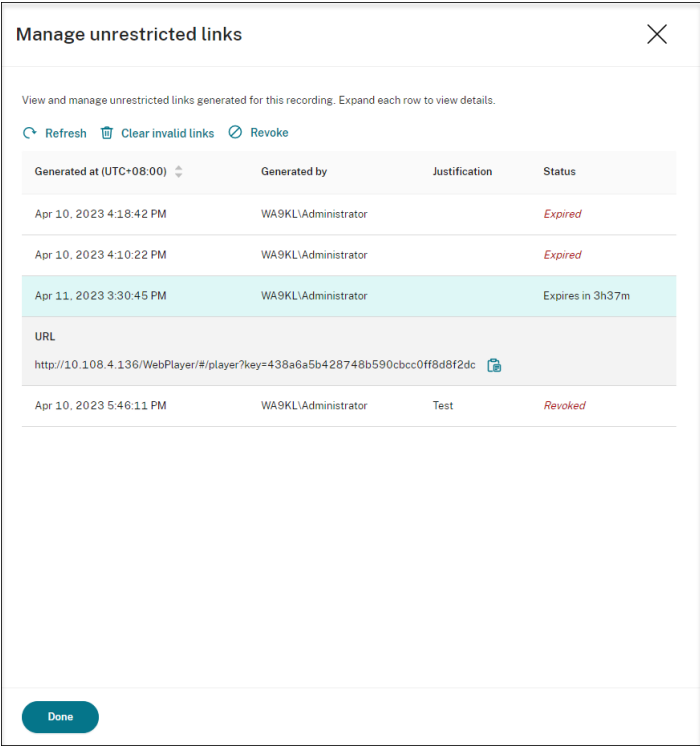 Manage unrestricted links
View and manage unrestricted links generated for this recording. Expand each row to view details.
Refresh Clear invalid links Revoke
Generated at (UTC+08:00) Generated by Justification Status
Apr 10, 2023 4:18:42 PM WA9KL\Administrator Expired
Apr 10, 2023 4:10:22 PM WA9KL\Administrator Expired
Apr 11, 2023 3:30:45 PM WA9KL\Administrator Expires in 3h37m
URL
http://10.108.4.136/WebPlayer/#/player?key=438a6a5b428748b590cbcc0ff8d8f2dc
Apr 10, 2023 5:46:11 PM WA9KL\Administrator Test Revoked
Done